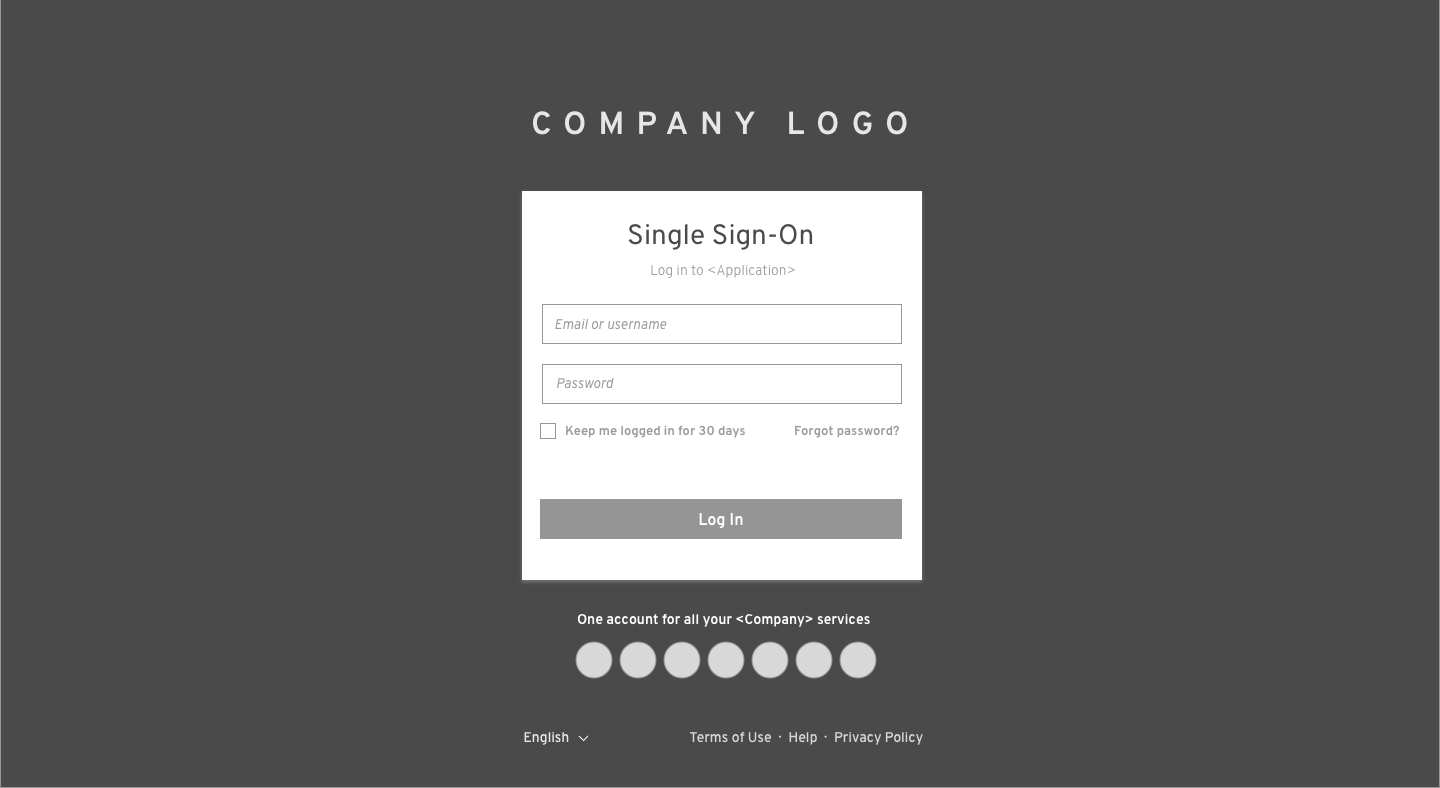 COMPANY LOGO
Single Sign-On
Log in to <Application>
Email or username
Password
Keep me logged in for 30 days Forgot password?
Log In
One account for all your <Company> services
English Terms of Use · Help · Privacy Policy